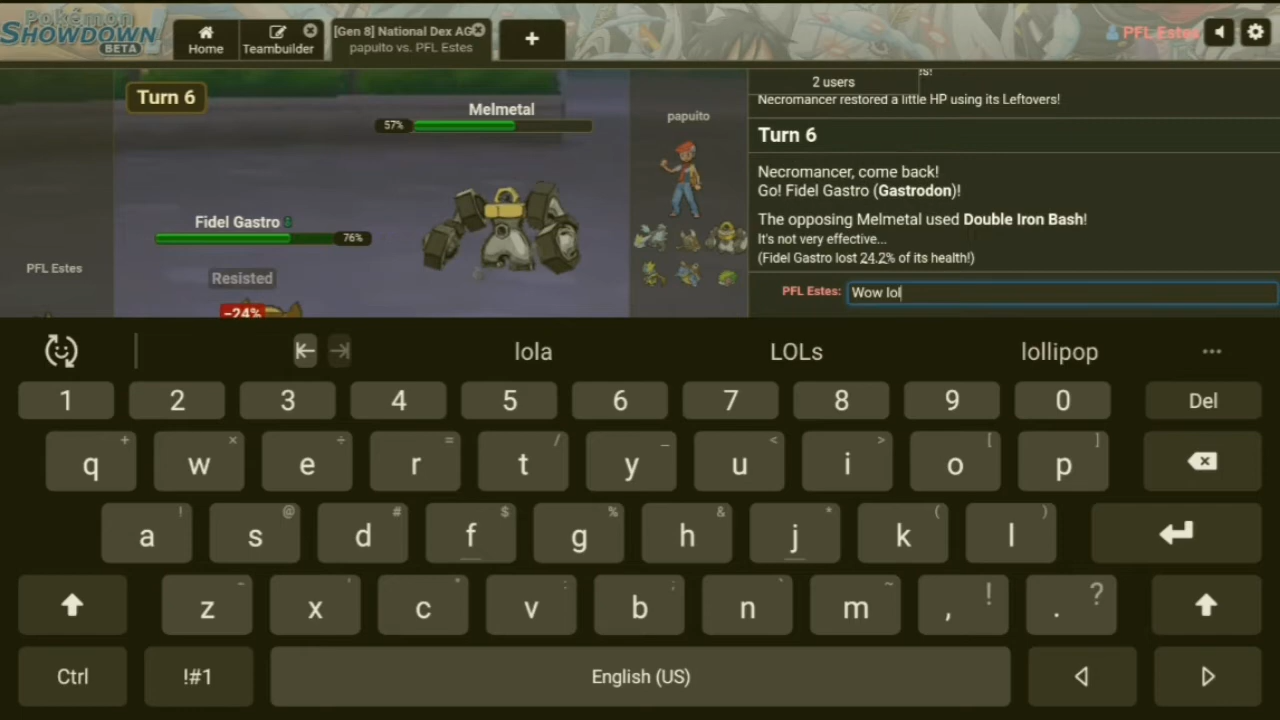 Pokémon
SHOWDOWN
BETA
Home
Teambuilder
[Gen 8] National Dex AG
papuito vs. PFL Estes
+
PFL Estes
Turn 6
Melmetal
57%
Fidel Gastro
76%
Resisted
−24%
PFL Estes
papuito
2 users
s!
Necromancer restored a little HP using its Leftovers!
Turn 6
Necromancer, come back!
Go! Fidel Gastro (Gastrodon)!
The opposing Melmetal used Double Iron Bash!
It's not very effective...
(Fidel Gastro lost 24.2% of its health!)
PFL Estes: Wow lol
lola LOLs lollipop ...
1 2 3 4 5 6 7 8 9 0 Del
+ × ÷ = / _ < > [ ]
q w e r t y u i o p
! @ # $ % & * ( )
a s d f g h j k l
z x c v b n m , ! . ?
Ctrl !#1 English (US)